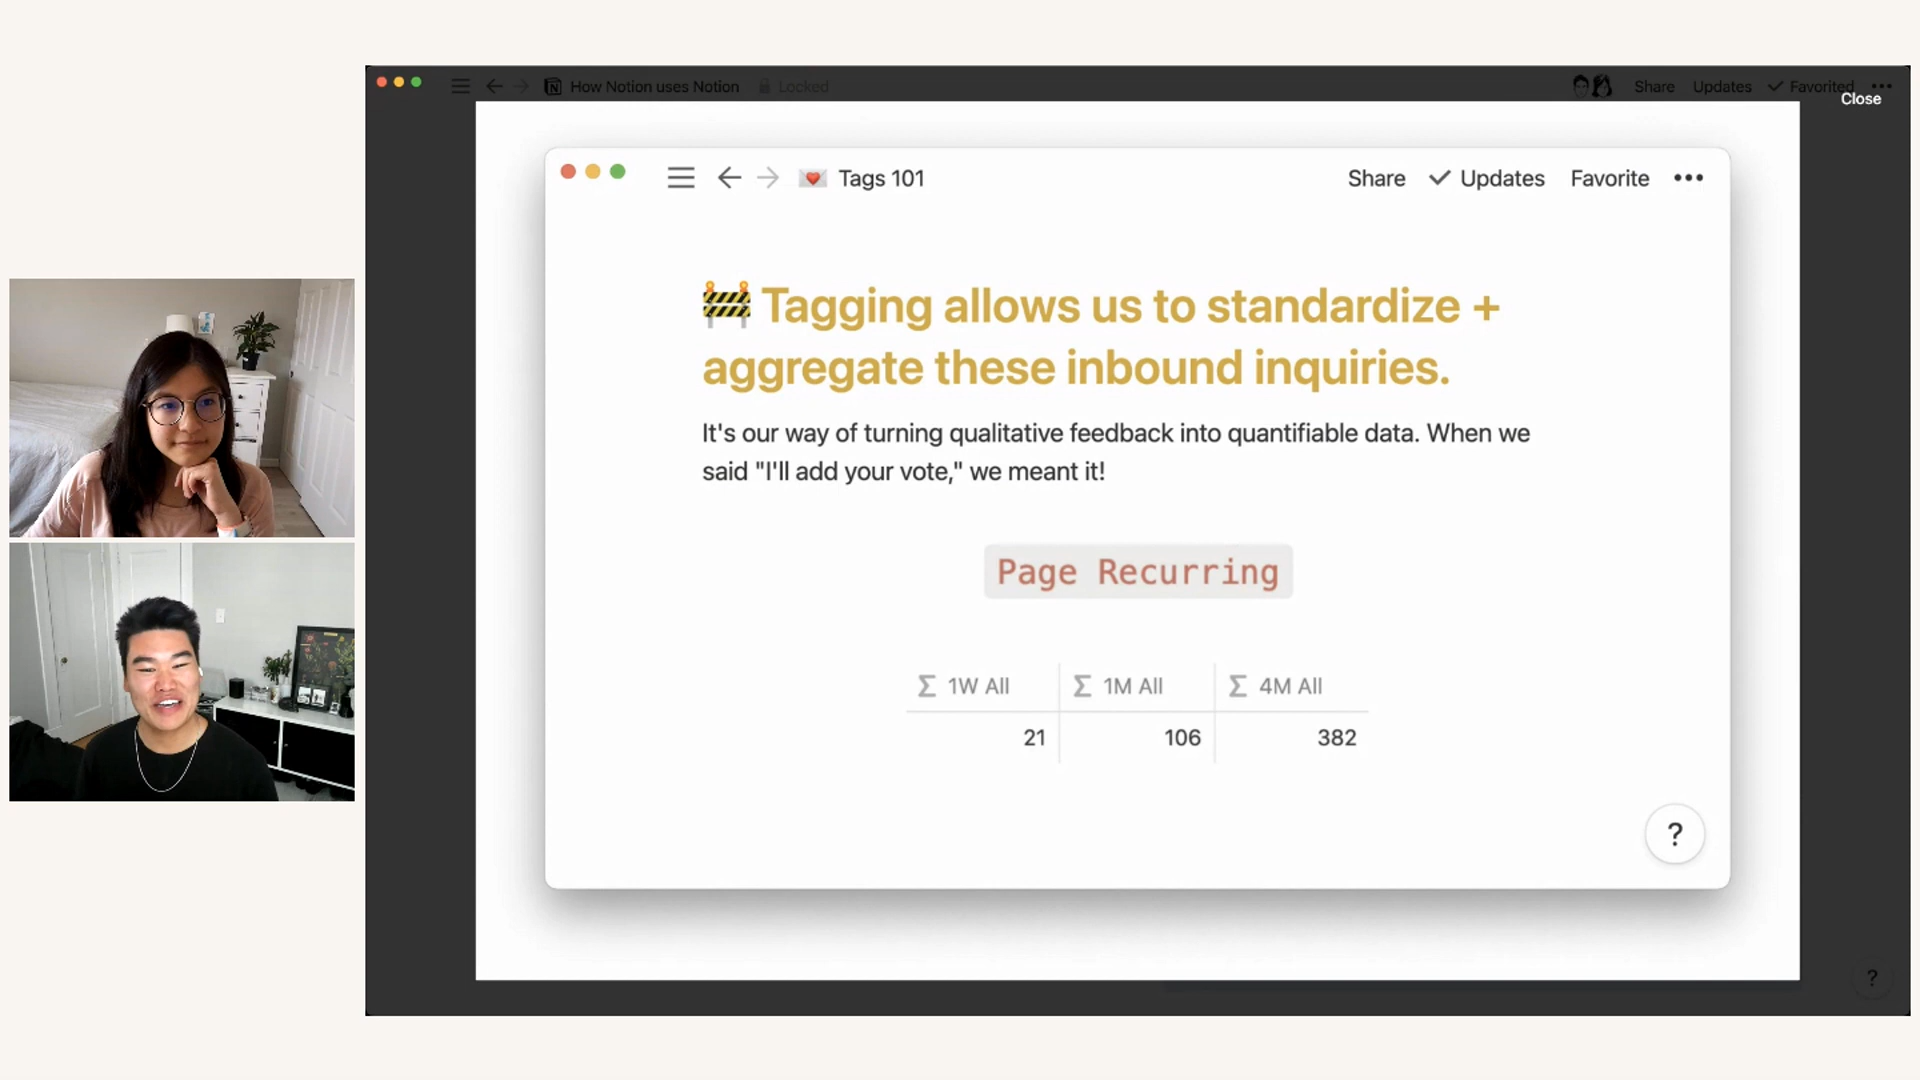 How Notion uses Notion
Locked
Share
Updates
Favorited
Close
Tags 101
Share
Updates
Favorite
Tagging allows us to standardize +
aggregate these inbound inquiries.
It's our way of turning qualitative feedback into quantifiable data. When we
said "I'll add your vote," we meant it!
Page Recurring
Σ 1W All
Σ 1M All
Σ 4M All
21
106
382
?
?